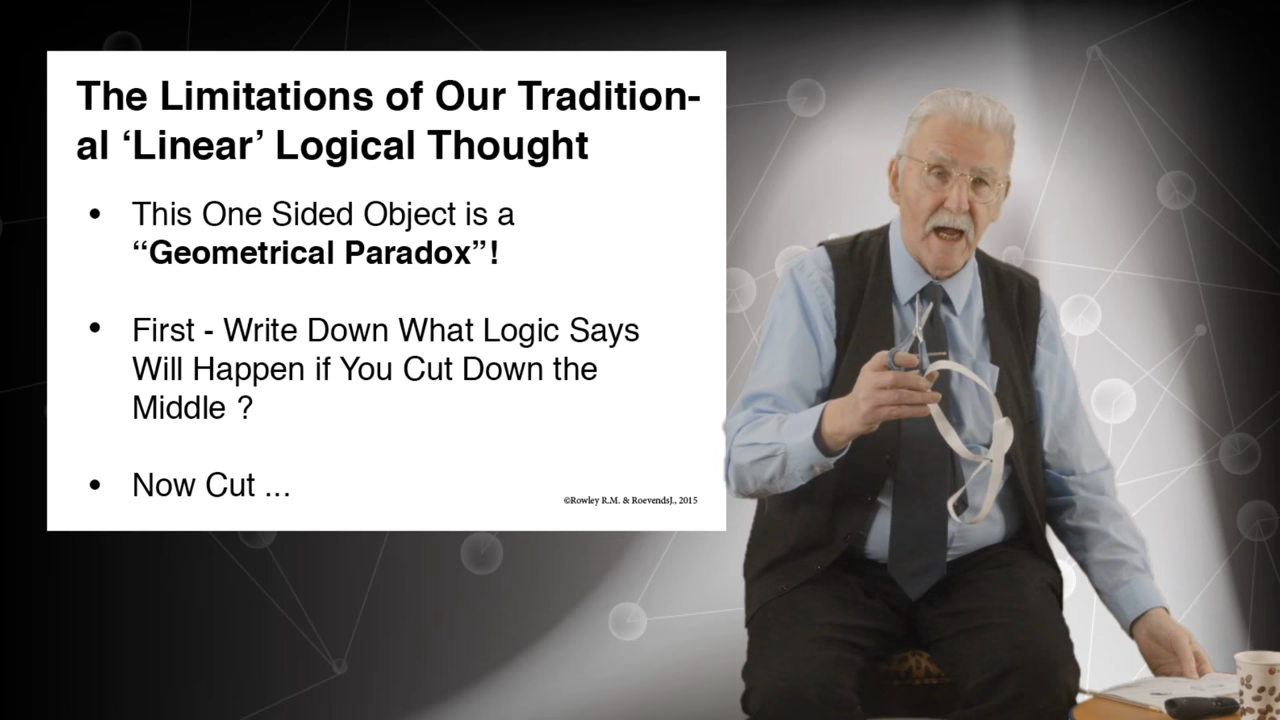 The Limitations of Our Tradition-
al ‘Linear’ Logical Thought
• This One Sided Object is a
“Geometrical Paradox”!
• First - Write Down What Logic Says
Will Happen if You Cut Down the
Middle ?
• Now Cut ...
©Rowley R.M. & RoevendsJ., 2015